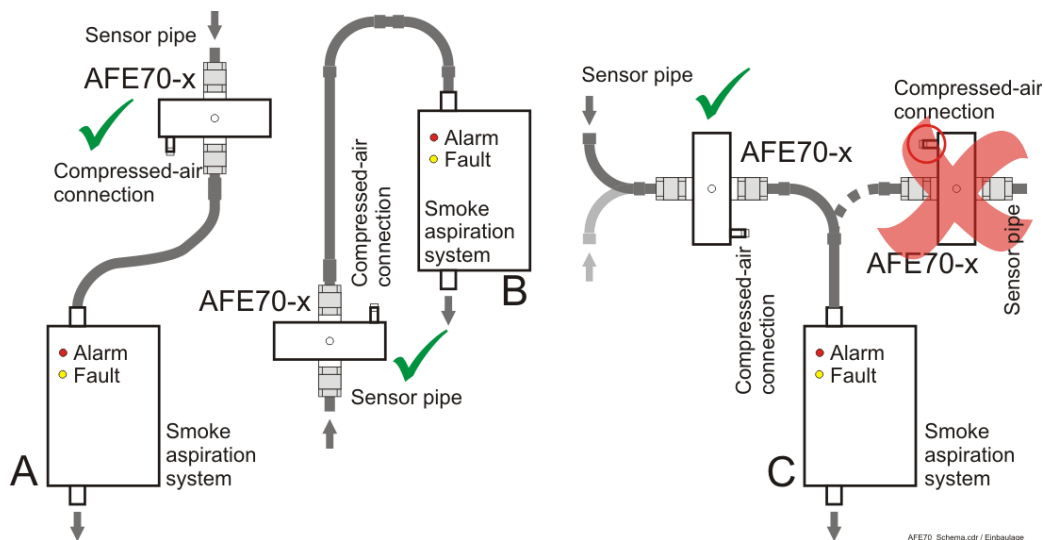 Sensor pipe
AFE70-x
Compressed-air
connection
Alarm
Fault
Smoke
aspiration
system
A
Compressed-air
connection
AFE70-x
Sensor pipe
Alarm
Fault
Smoke
aspiration
system
B
Sensor pipe
AFE70-x
Compressed-air
connection
Compressed-air
connection
AFE70-x
Sensor pipe
Alarm
Fault
Smoke
aspiration
system
C
AFE70_Schema.cdr / Einbaulage